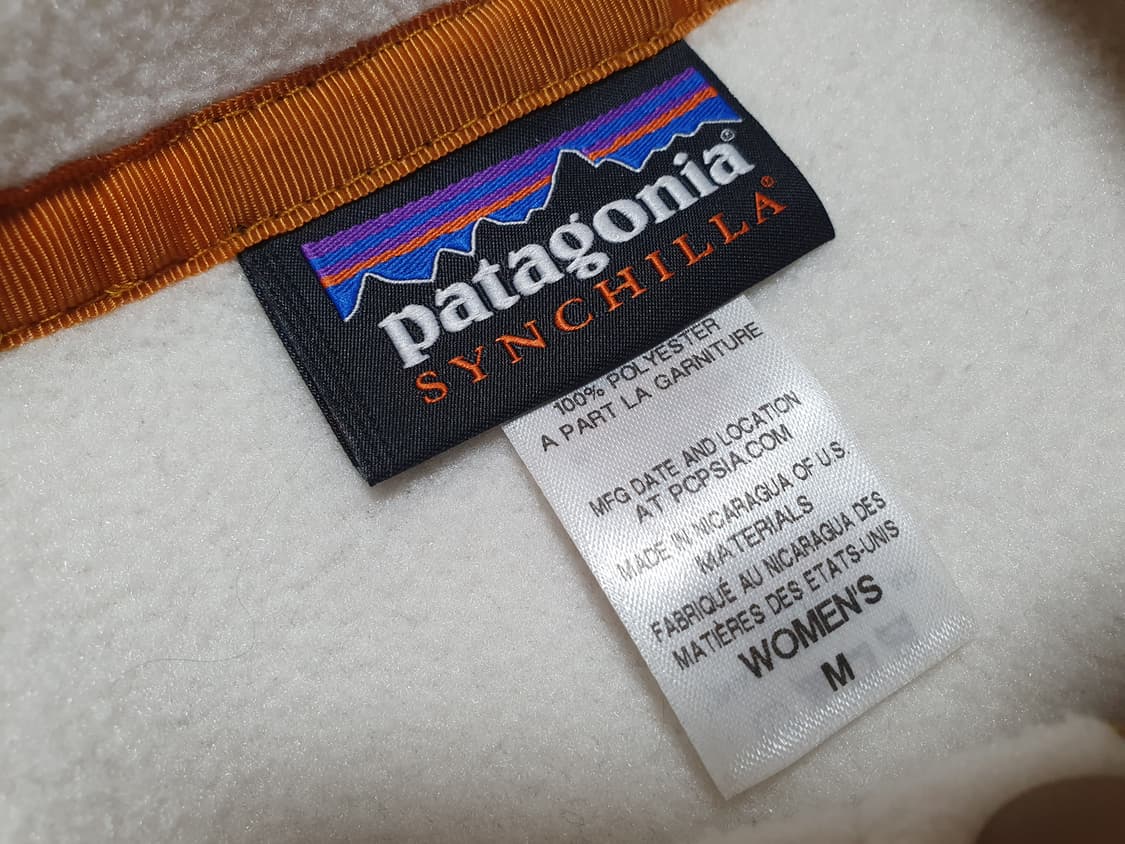 patagonia®
SYNCHILLA®
100% POLYESTER
A PART LA GARNITURE
MFG DATE AND LOCATION
AT PCPSIA.COM
MADE IN NICARAGUA OF U.S.
MATERIALS
FABRIQUÉ AU NICARAGUA DES
MATIÈRES DES ETATS-UNIS
WOMEN'S
M